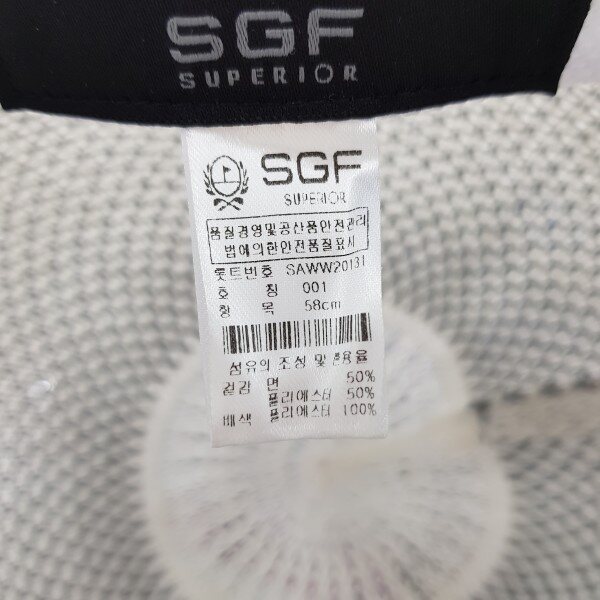 SGF
SUPERIOR
SGF
SUPERIOR
품질경영및공산품안전관리
법에의한안전품질표시
롯트번호 SAWW20131
호 칭 001
항 목 58cm
섬유의 조성 및 혼용율
겉감 면 50%
폴리에스터 50%
배색 폴리에스터 100%